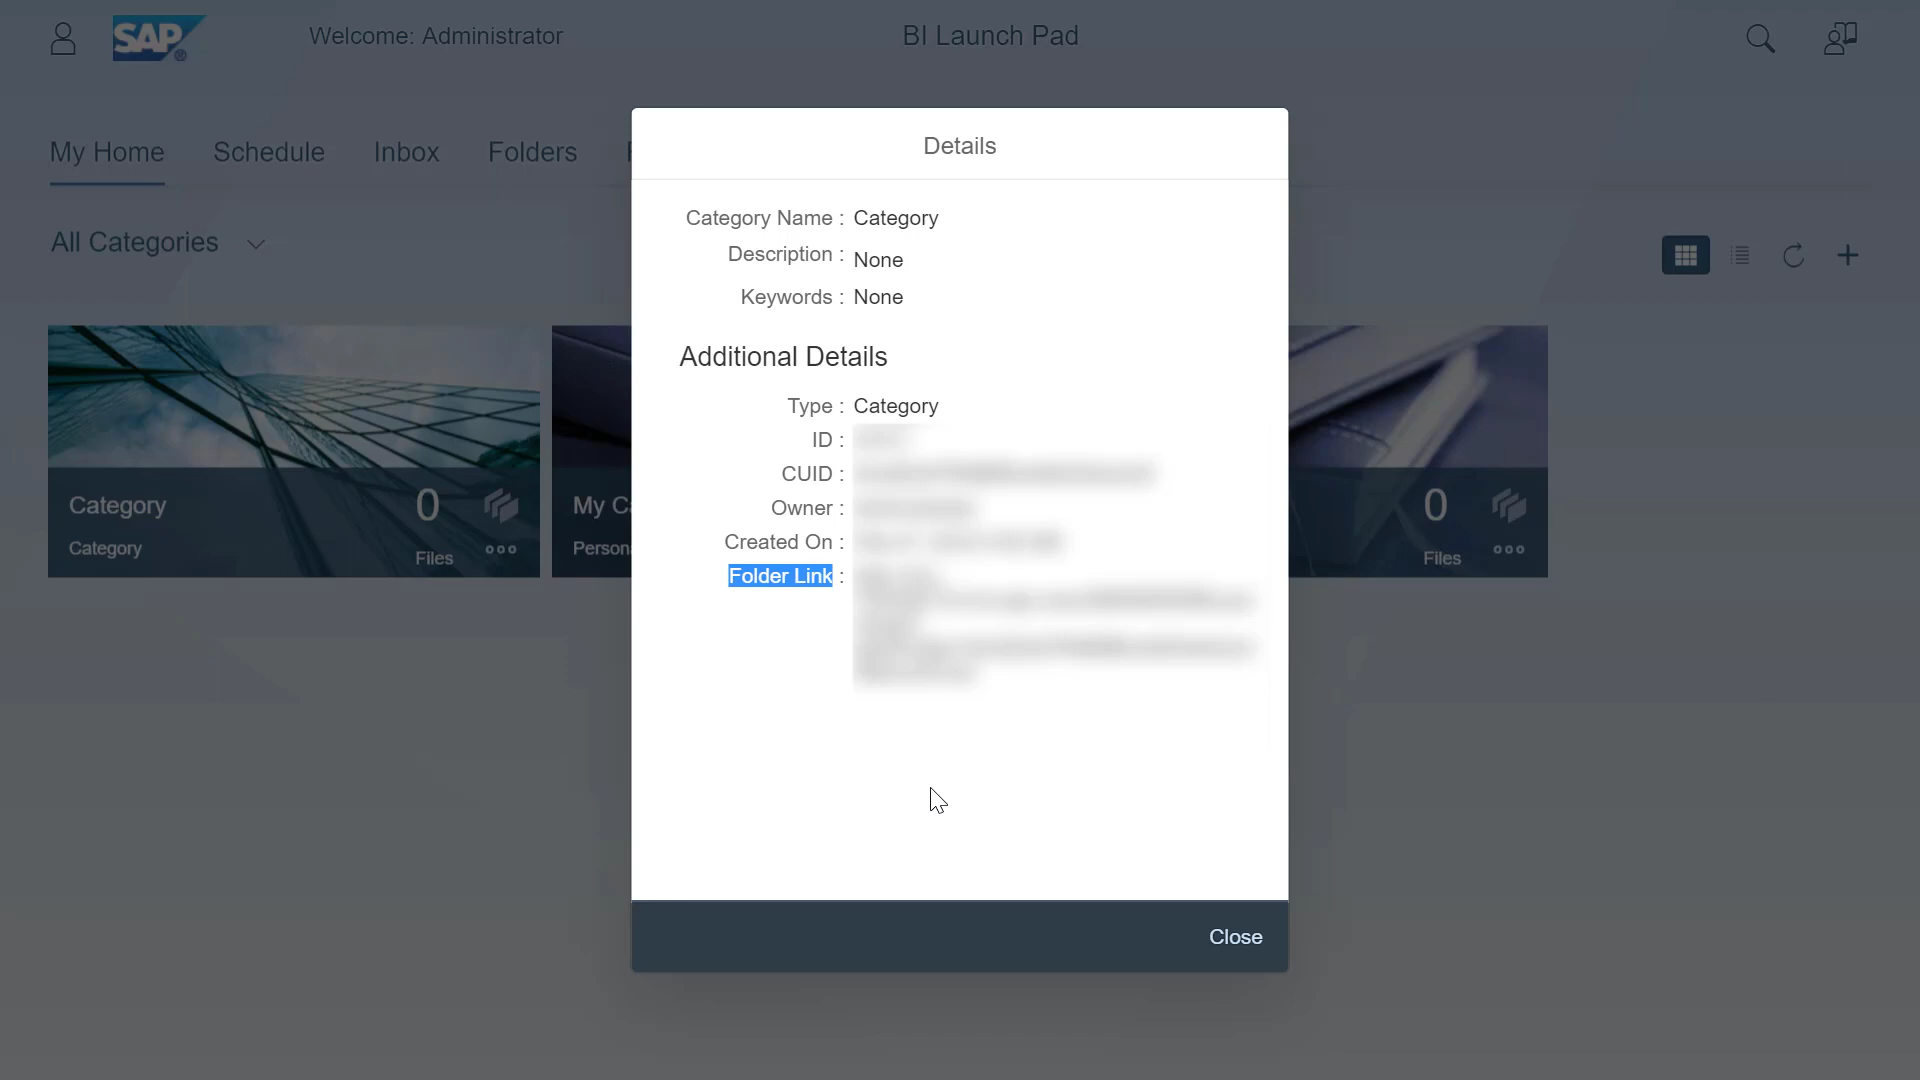 SAP
Welcome: Administrator
BI Launch Pad
My Home
Schedule
Inbox
Folders
All Categories
Details
Category Name : Category
Description : None
Keywords : None
Additional Details
Type : Category
ID :
CUID :
Owner :
Created On :
Folder Link :
Category
0
Category
Files
My
0
Files
Close